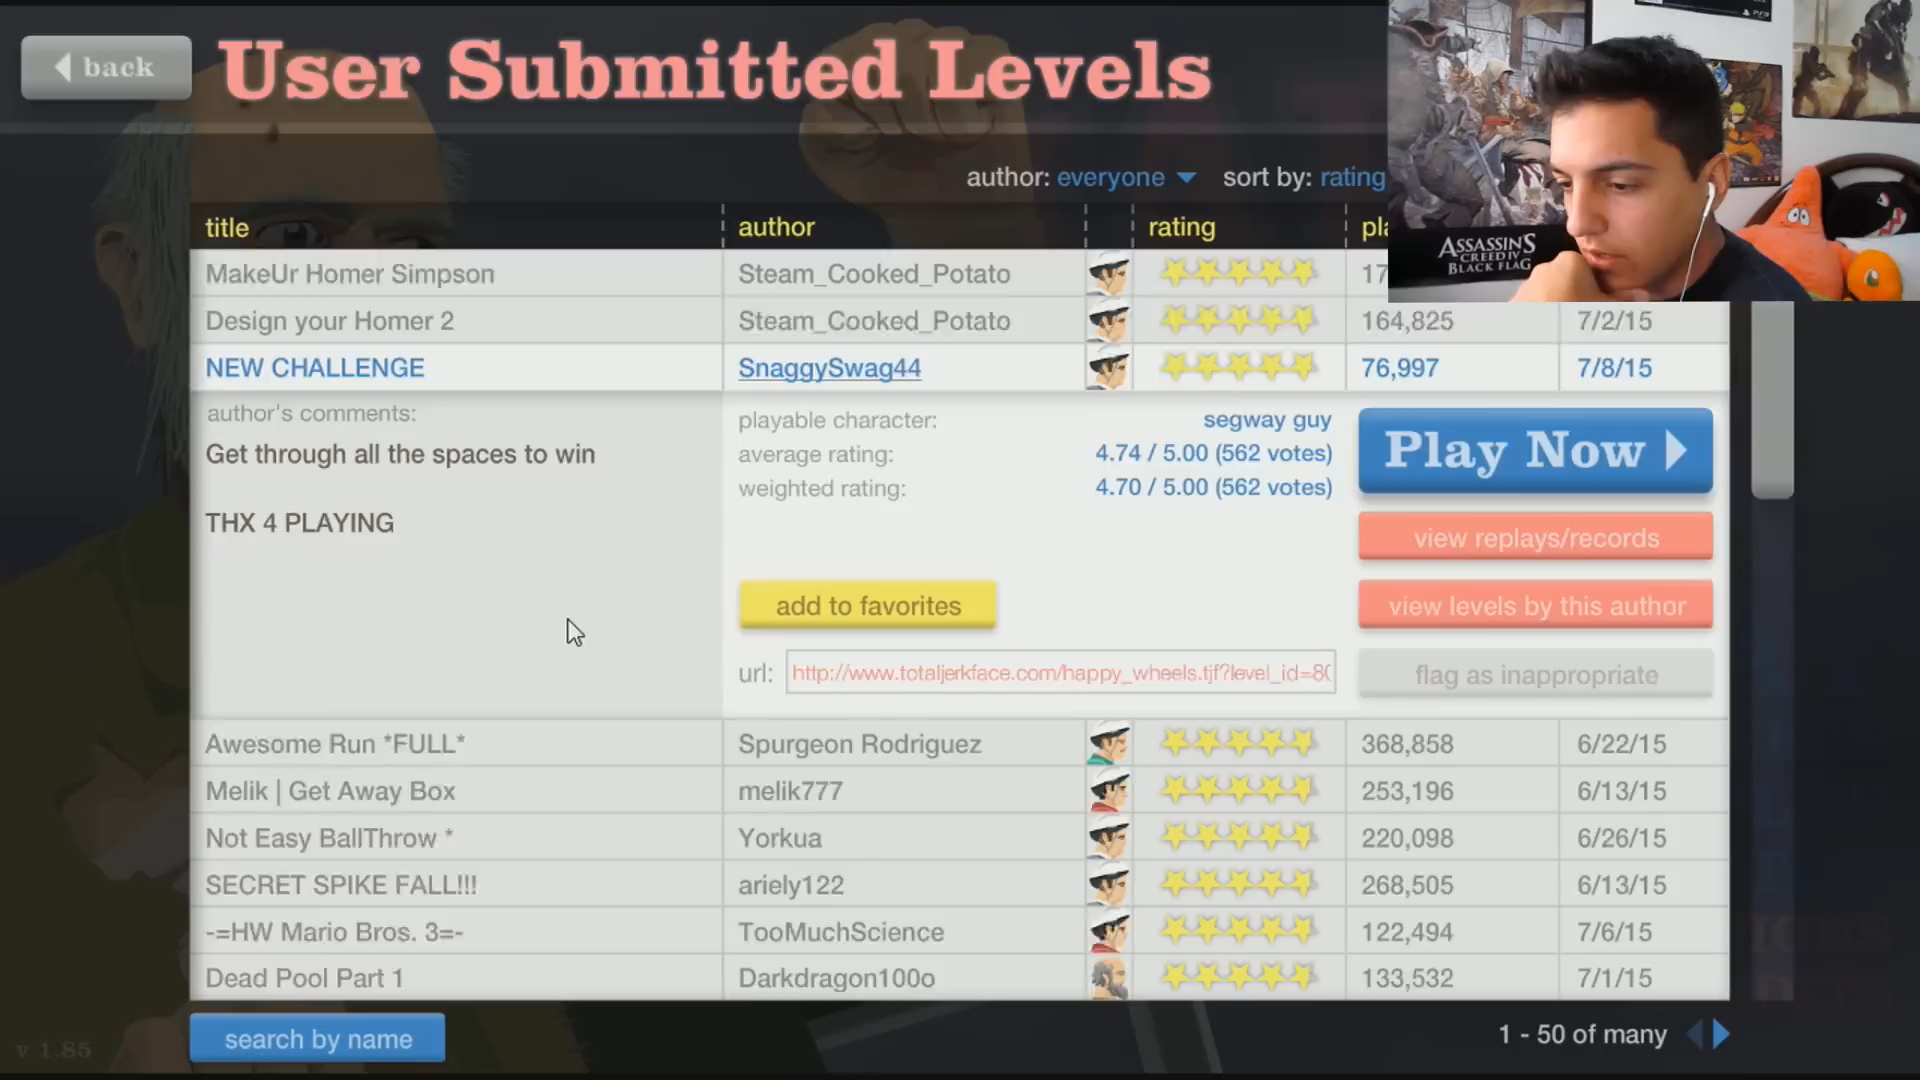 back
User Submitted Levels
author: everyone sort by: rating
title author rating
MakeUr Homer Simpson Steam_Cooked_Potato
Design your Homer 2 Steam_Cooked_Potato 164,825 7/2/15
NEW CHALLENGE SnaggySwag44 76,997 7/8/15
author's comments:
Get through all the spaces to win
THX 4 PLAYING
playable character: segway guy
average rating: 4.74 / 5.00 (562 votes)
weighted rating: 4.70 / 5.00 (562 votes)
add to favorites
url: http://www.totaljerkface.com/happy_wheels.tjf?level_id=8
Play Now
view replays/records
view levels by this author
flag as inappropriate
Awesome Run *FULL* Spurgeon Rodriguez 368,858 6/22/15
Melik | Get Away Box melik777 253,196 6/13/15
Not Easy BallThrow * Yorkua 220,098 6/26/15
SECRET SPIKE FALL!!! ariely122 268,505 6/13/15
-=HW Mario Bros. 3=- TooMuchScience 122,494 7/6/15
Dead Pool Part 1 Darkdragon100o 133,532 7/1/15
v 1.85
search by name
1 - 50 of many
ASSASSIN'S
CREED IV
BLACK FLAG